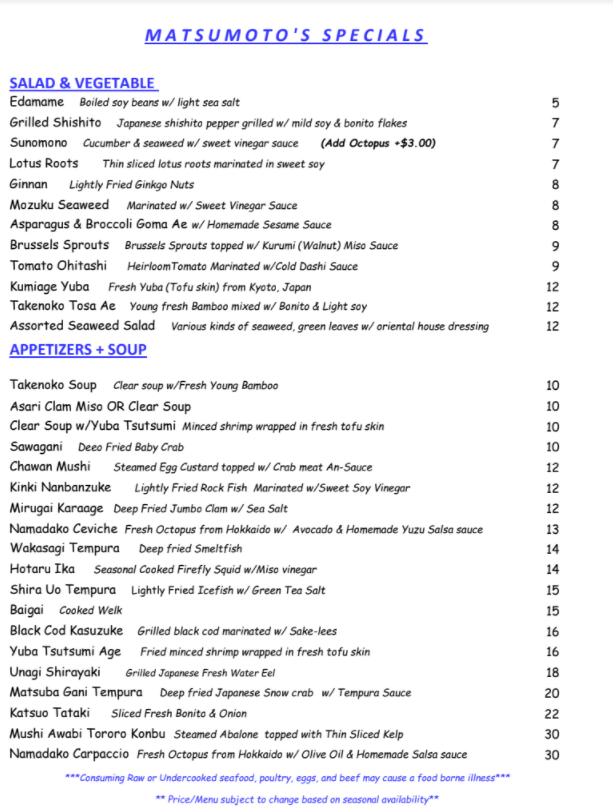 MATSUMOTO'S SPECIALS
SALAD & VEGETABLE
Edamame Boiled soy beans w/ light sea salt 5
Grilled Shishito Japanese shishito pepper grilled w/ mild soy & bonito flakes 7
Sunomono Cucumber & seaweed w/ sweet vinegar sauce (Add Octopus +$3.00) 7
Lotus Roots Thin sliced lotus roots marinated in sweet soy 7
Ginnan Lightly Fried Ginkgo Nuts 8
Mozuku Seaweed Marinated w/ Sweet Vinegar Sauce 8
Asparagus & Broccoli Goma Ae w/ Homemade Sesame Sauce 8
Brussels Sprouts Brussels Sprouts topped w/ Kurumi (Walnut) Miso Sauce 9
Tomato Ohitashi HeirloomTomato Marinated w/Cold Dashi Sauce 9
Kumiage Yuba Fresh Yuba (Tofu skin) from Kyoto, Japan 12
Takenoko Tosa Ae Young fresh Bamboo mixed w/ Bonito & Light soy 12
Assorted Seaweed Salad Various kinds of seaweed, green leaves w/ oriental house dressing 12
APPETIZERS + SOUP
Takenoko Soup Clear soup w/Fresh Young Bamboo 10
Asari Clam Miso OR Clear Soup 10
Clear Soup w/Yuba Tsutsumi Minced shrimp wrapped in fresh tofu skin 10
Sawagani Deeo Fried Baby Crab 10
Chawan Mushi Steamed Egg Custard topped w/ Crab meat An-Sauce 12
Kinki Nanbanzuke Lightly Fried Rock Fish Marinated w/Sweet Soy Vinegar 12
Mirugai Karaage Deep Fried Jumbo Clam w/ Sea Salt 12
Namadako Ceviche Fresh Octopus from Hokkaido w/ Avocado & Homemade Yuzu Salsa sauce 13
Wakasagi Tempura Deep fried Smeltfish 14
Hotaru Ika Seasonal Cooked Firefly Squid w/Miso vinegar 14
Shira Uo Tempura Lightly Fried Icefish w/ Green Tea Salt 15
Baigai Cooked Welk 15
Black Cod Kasuzuke Grilled black cod marinated w/ Sake-lees 16
Yuba Tsutsumi Age Fried minced shrimp wrapped in fresh tofu skin 16
Unagi Shirayaki Grilled Japanese Fresh Water Eel 18
Matsuba Gani Tempura Deep fried Japanese Snow crab w/ Tempura Sauce 20
Katsuo Tataki Sliced Fresh Bonito & Onion 22
Mushi Awabi Tororo Konbu Steamed Abalone topped with Thin Sliced Kelp 30
Namadako Carpaccio Fresh Octopus from Hokkaido w/ Olive Oil & Homemade Salsa sauce 30
***Consuming Raw or Undercooked seafood, poultry, eggs, and beef may cause a food borne illness***
** Price/Menu subject to change based on seasonal availability**